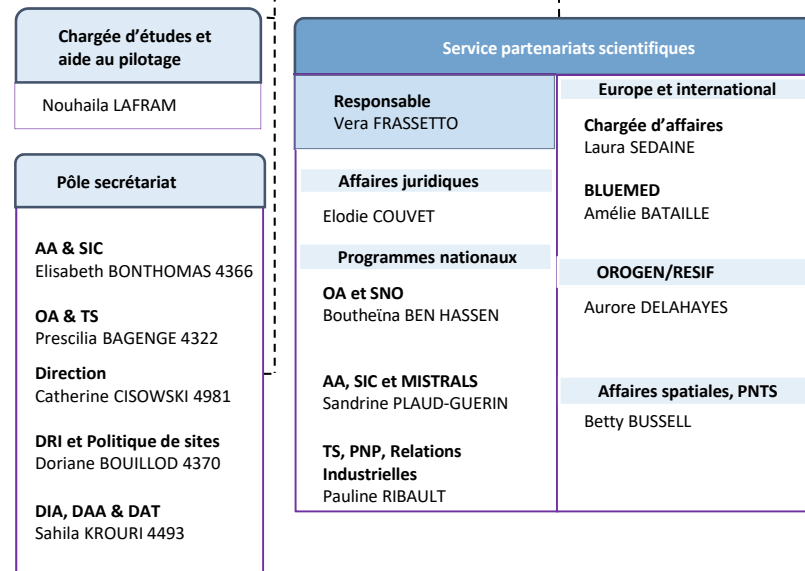 Chargée d'études et
aide au pilotage
Nouhaila LAFRAM
Pôle secrétariat
AA & SIC
Elisabeth BONTHOMAS 4366
OA & TS
Prescilia BAGENGE 4322
Direction
Catherine CISOWSKI 4981
DRI et Politique de sites
Doriane BOUILLOD 4370
DIA, DAA & DAT
Sahila KROURI 4493
Service partenariats scientifiques
Responsable
Vera FRASSETTO
Affaires juridiques
Elodie COUVET
Programmes nationaux
OA et SNO
Boutheïna BEN HASSEN
AA, SIC et MISTRALS
Sandrine PLAUD-GUERIN
TS, PNP, Relations
Industrielles
Pauline RIBAULT
Europe et international
Chargée d'affaires
Laura SEDAINE
BLUEMED
Amélie BATAILLE
OROGEN/RESIF
Aurore DELAHAYES
Affaires spatiales, PNTS
Betty BUSSELL